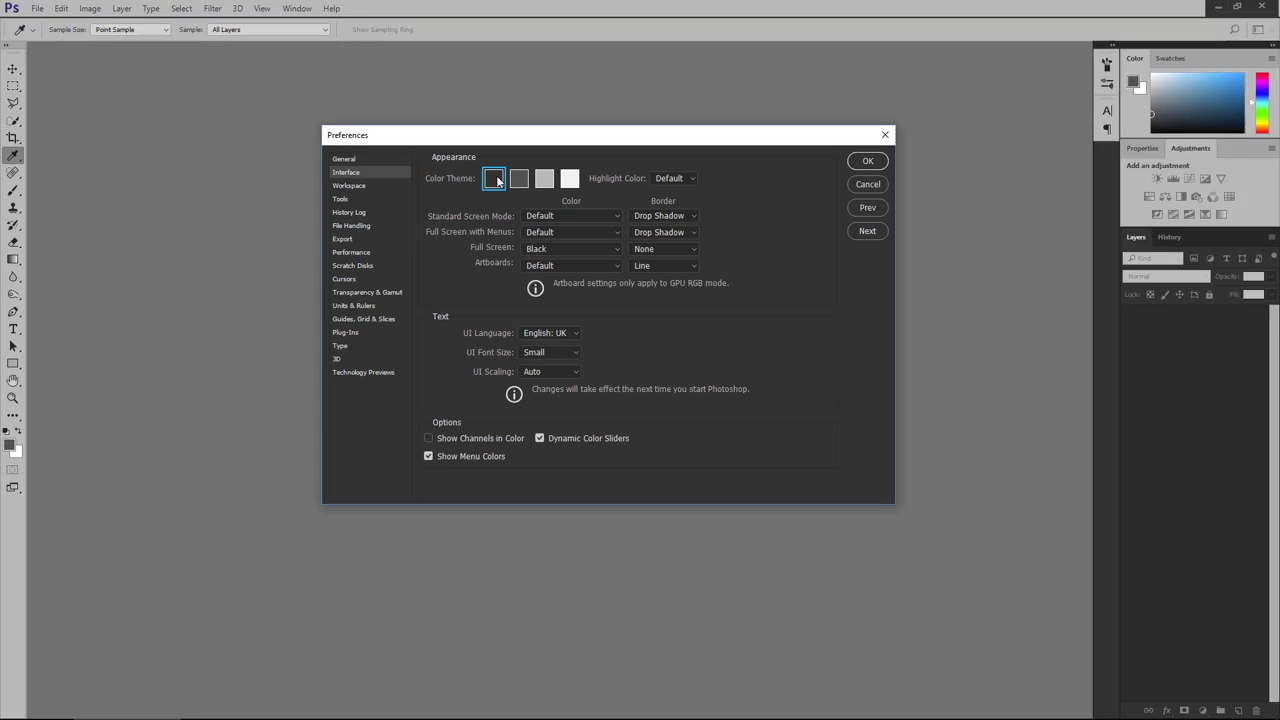 Ps File Edit Image Layer Type Select Filter 3D View Window Help
Sample Size: Point Sample Sample: All Layers Show Sampling Ring
Color Swatches
Properties Adjustments
Add an adjustment
Layers History
Kind
Normal Opacity:
Lock: Fill:
Preferences
General
Interface
Workspace
Tools
History Log
File Handling
Export
Performance
Scratch Disks
Cursors
Transparency & Gamut
Units & Rulers
Guides, Grid & Slices
Plug-Ins
Type
3D
Technology Previews
Appearance
Color Theme: Highlight Color: Default
Color Border
Standard Screen Mode: Default Drop Shadow
Full Screen with Menus: Default Drop Shadow
Full Screen: Black None
Artboards: Default Line
Artboard settings only apply to GPU RGB mode.
Text
UI Language: English: UK
UI Font Size: Small
UI Scaling: Auto
Changes will take effect the next time you start Photoshop.
Options
Show Channels in Color Dynamic Color Sliders
Show Menu Colors
OK
Cancel
Prev
Next